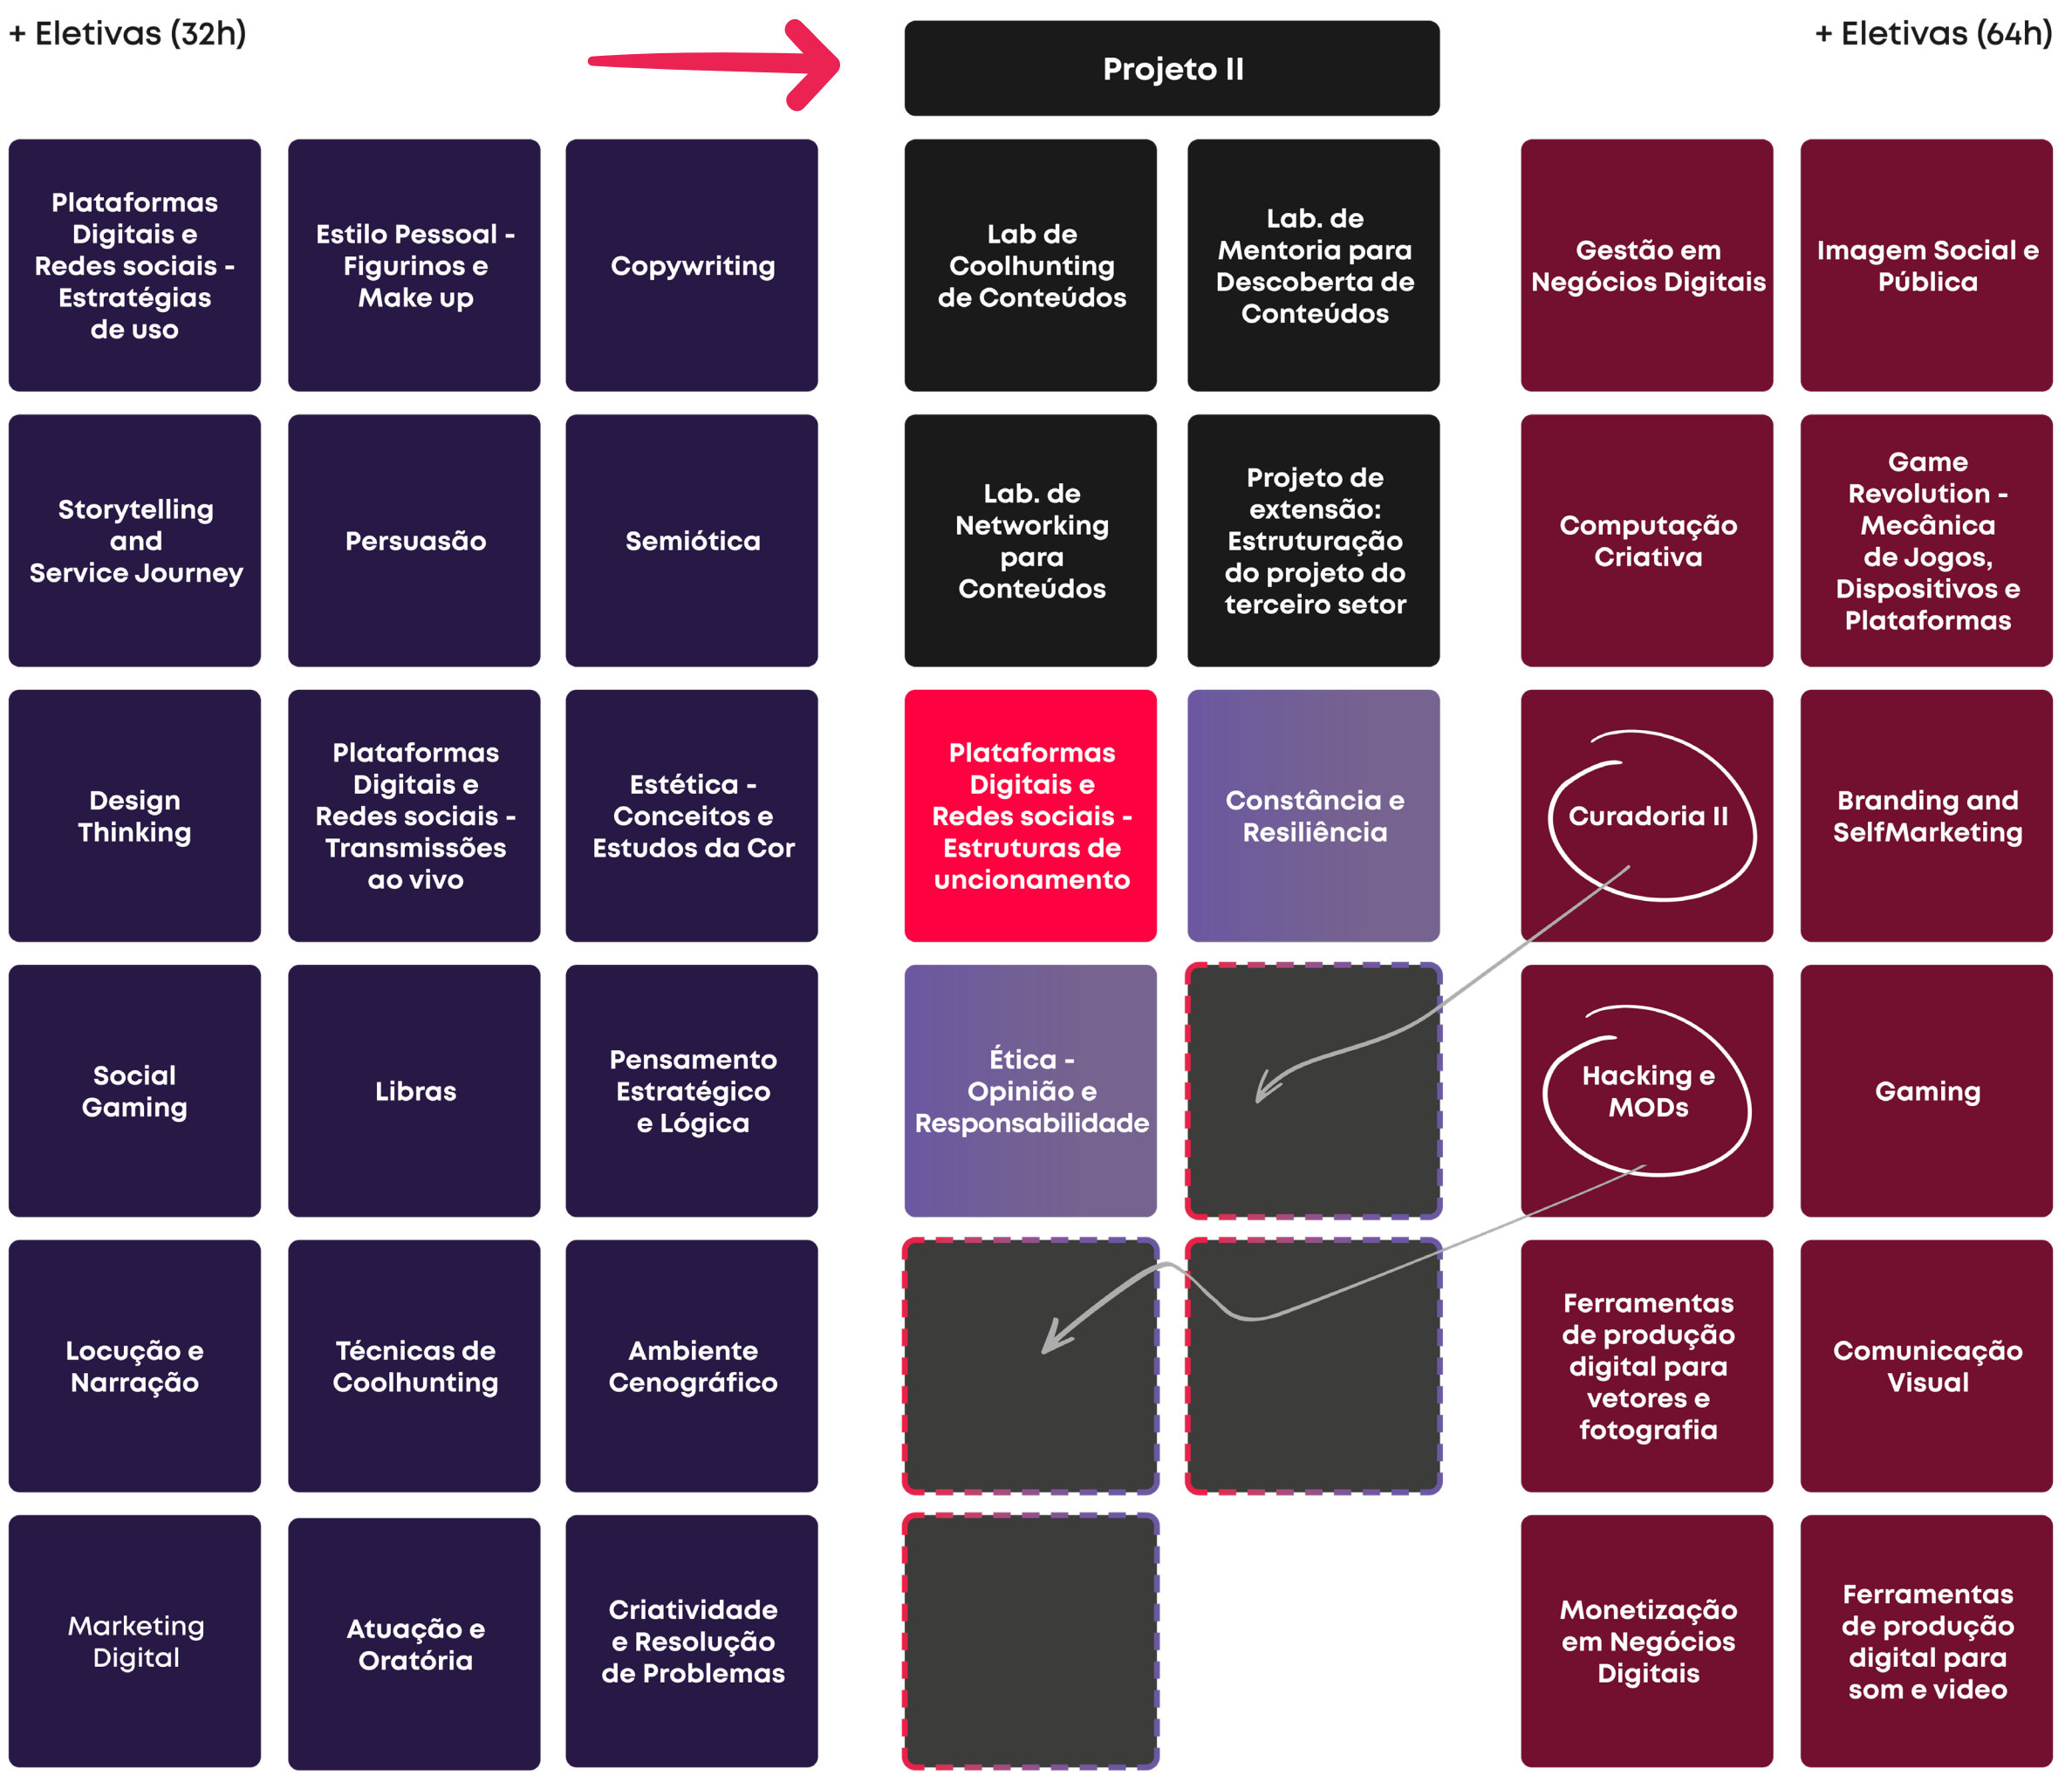 + Eletivas (32h)
Plataformas
Digitais e
Redes sociais -
Estratégias
de uso
Estilo Pessoal -
Figurinos e
Make up
Copywriting
Storytelling
and
Service Journey
Persuasão
Semiótica
Design
Thinking
Plataformas
Digitais e
Redes sociais -
Transmissões
ao vivo
Estética -
Conceitos e
Estudos da Cor
Social
Gaming
Libras
Pensamento
Estratégico
e Lógica
Locução e
Narração
Técnicas de
Coolhunting
Ambiente
Cenográfico
Marketing
Digital
Atuação e
Oratória
Criatividade
e Resolução
de Problemas
Projeto II
Lab de
Coolhunting
de Conteúdos
Lab. de
Mentoria para
Descoberta de
Conteúdos
Lab. de
Networking
para
Conteúdos
Projeto de
extensão:
Estruturação
do projeto do
terceiro setor
Plataformas
Digitais e
Redes sociais -
Estruturas de
uncionamento
Constância e
Resiliência
Ética -
Opinião e
Responsabilidade
+ Eletivas (64h)
Gestão em
Negócios Digitais
Imagem Social e
Pública
Computação
Criativa
Game
Revolution -
Mecânica
de Jogos,
Dispositivos e
Plataformas
Curadoria II
Branding and
SelfMarketing
Hacking e
MODs
Gaming
Ferramentas
de produção
digital para
vetores e
fotografia
Comunicação
Visual
Monetização
em Negócios
Digitais
Ferramentas
de produção
digital para
som e video